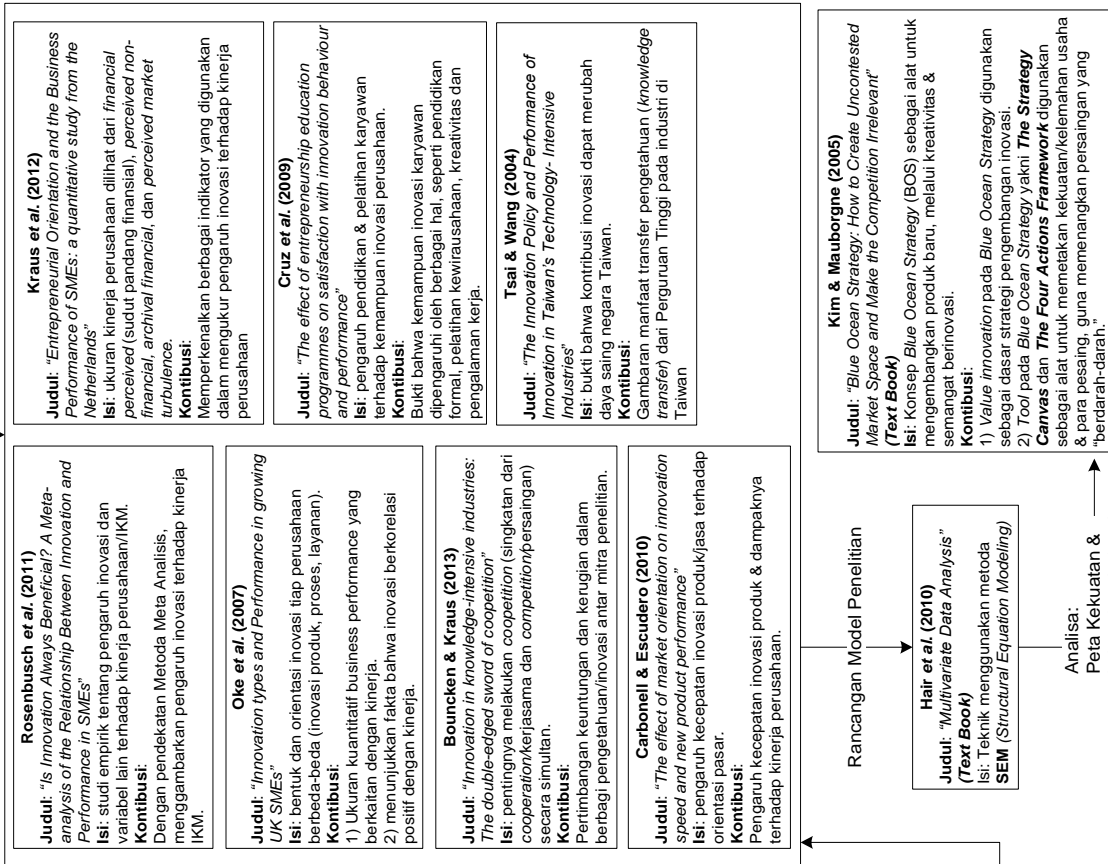 Rosenbusch et al. (2011)
Judul: "Is Innovation Always Beneficial? A Meta-
analysis of the Relationship Between Innovation and
Performance in SMEs"
Isi: studi empirik tentang pengaruh inovasi dan
variabel lain terhadap kinerja perusahaan/IKM.
Kontibusi:
Dengan pendekatan Metoda Meta Analisis,
menggambarkan pengaruh inovasi terhadap kinerja
IKM.
Oke et al. (2007)
Judul: "Innovation types and Performance in growing
UK SMEs"
Isi: bentuk dan orientasi inovasi tiap perusahaan
berbeda-beda (inovasi produk, proses, layanan).
Kontibusi:
1) Ukuran kuantitatif business performance yang
berkaitan dengan kinerja.
2) menunjukkan fakta bahwa inovasi berkorelasi
positif dengan kinerja.
Bouncken & Kraus (2013)
Judul: "Innovation in knowledge-intensive industries:
The double-edged sword of coopetition"
Isi: pentingnya melakukan coopetition (singkatan dari
cooperation/kerjasama dan competition/persaingan)
secara simultan.
Kontibusi:
Pertimbangan keuntungan dan kerugian dalam
berbagi pengetahuan/inovasi antar mitra penelitian.
Carbonell & Escudero (2010)
Judul: "The effect of market orientation on innovation
speed and new product performance"
Isi: pengaruh kecepatan inovasi produk/jasa terhadap
orientasi pasar.
Kontibusi:
Pengaruh kecepatan inovasi produk & dampaknya
terhadap kinerja perusahaan.
Kraus et al. (2012)
Judul: "Entrepreneurial Orientation and the Business
Performance of SMEs: a quantitative study from the
Netherlands"
Isi: ukuran kinerja perusahaan dilihat dari financial
perceived (sudut pandang finansial), perceived non-
financial, archival financial, dan perceived market
turbulence.
Kontibusi:
Memperkenalkan berbagai indikator yang digunakan
dalam mengukur pengaruh inovasi terhadap kinerja
perusahaan
Cruz et al. (2009)
Judul: "The effect of entrepreneurship education
programmes on satisfaction with innovation behaviour
and performance"
Isi: pengaruh pendidikan & pelatihan karyawan
terhadap kemampuan inovasi perusahaan.
Kontibusi:
Bukti bahwa kemampuan inovasi karyawan
dipengaruhi oleh berbagai hal, seperti pendidikan
formal, pelatihan kewirausahaan, kreativitas dan
pengalaman kerja.
Tsai & Wang (2004)
Judul: "The Innovation Policy and Performance of
Innovation in Taiwan's Technology- Intensive
Industries"
Isi: bukti bahwa kontribusi inovasi dapat merubah
daya saing negara Taiwan.
Kontibusi:
Gambaran manfaat transfer pengetahuan (knowledge
transfer) dari Perguruan Tinggi pada industri di
Taiwan
Rancangan Model Penelitian
Hair et al. (2010)
Judul: "Multivariate Data Analysis"
(Text Book)
Isi: Teknik menggunakan metoda
SEM (Structural Equation Modeling)
Analisa:
Peta Kekuatan &
Kim & Mauborgne (2005)
Judul: "Blue Ocean Strategy: How to Create Uncontested
Market Space and Make the Competition Irrelevant"
(Text Book)
Isi: Konsep Blue Ocean Strategy (BOS) sebagai alat untuk
mengembangkan produk baru, melalui kreativitas &
semangat berinovasi.
Kontibusi:
1) Value innovation pada Blue Ocean Strategy digunakan
sebagai dasar strategi pengembangan inovasi.
2) Tool pada Blue Ocean Strategy yakni The Strategy
Canvas dan The Four Actions Framework digunakan
sebagai alat untuk memetakan kekuatan/kelemahan usaha
& para pesaing, guna memenangkan persaingan yang
"berdarah-darah."